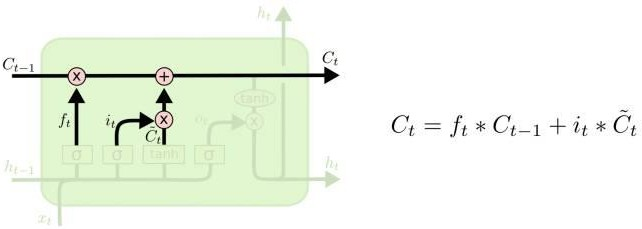 h_t
C_{t-1}
C_t
x
+
tanh
f_t
i_t
o_t
x
x
C̃_t
σ
σ
tanh
σ
h_{t-1}
h_t
x_t
C_t = f_t * C_{t-1} + i_t * C̃_t